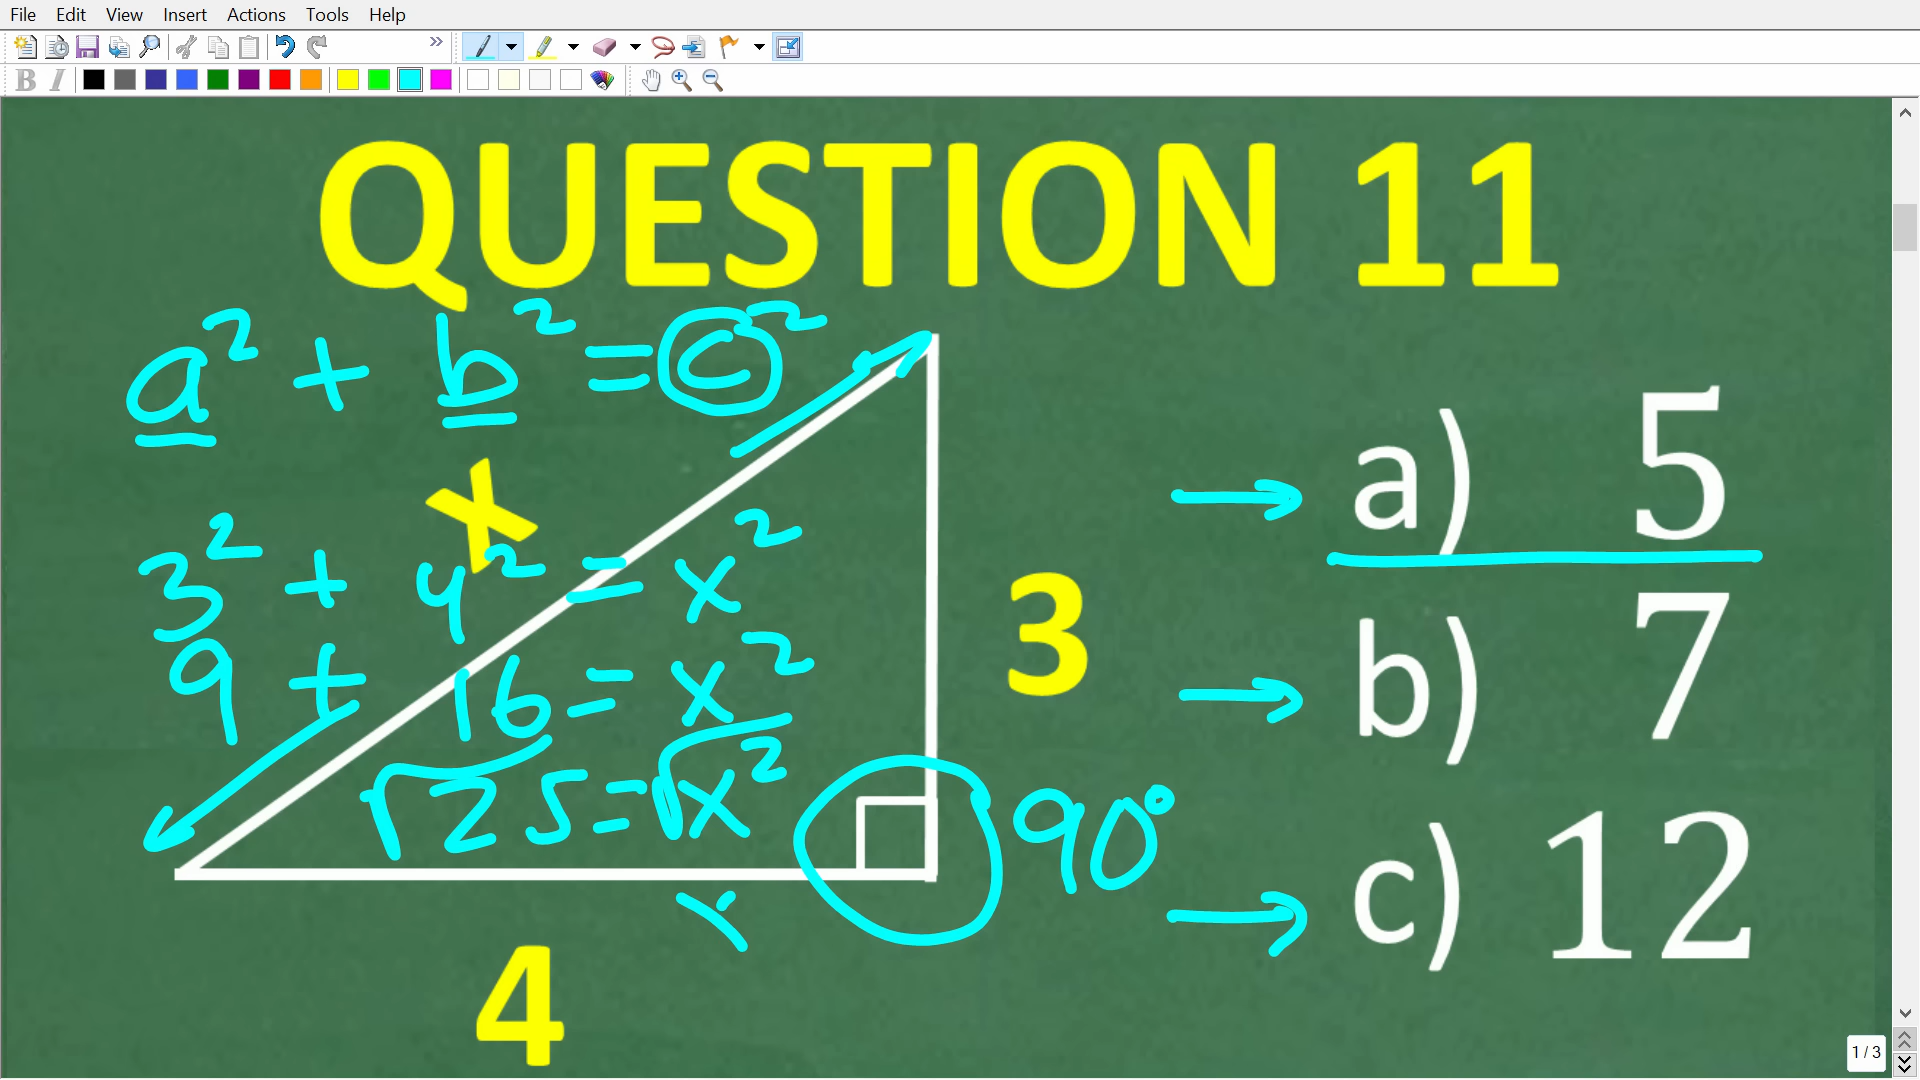 File Edit View Insert Actions Tools Help
B I
QUESTION 11
a² + b² = c²
x
3² + 4² = x²
9 + 16 = x²
√25 = √x²
90°
3
4
a) 5
b) 7
c) 12
1 / 3